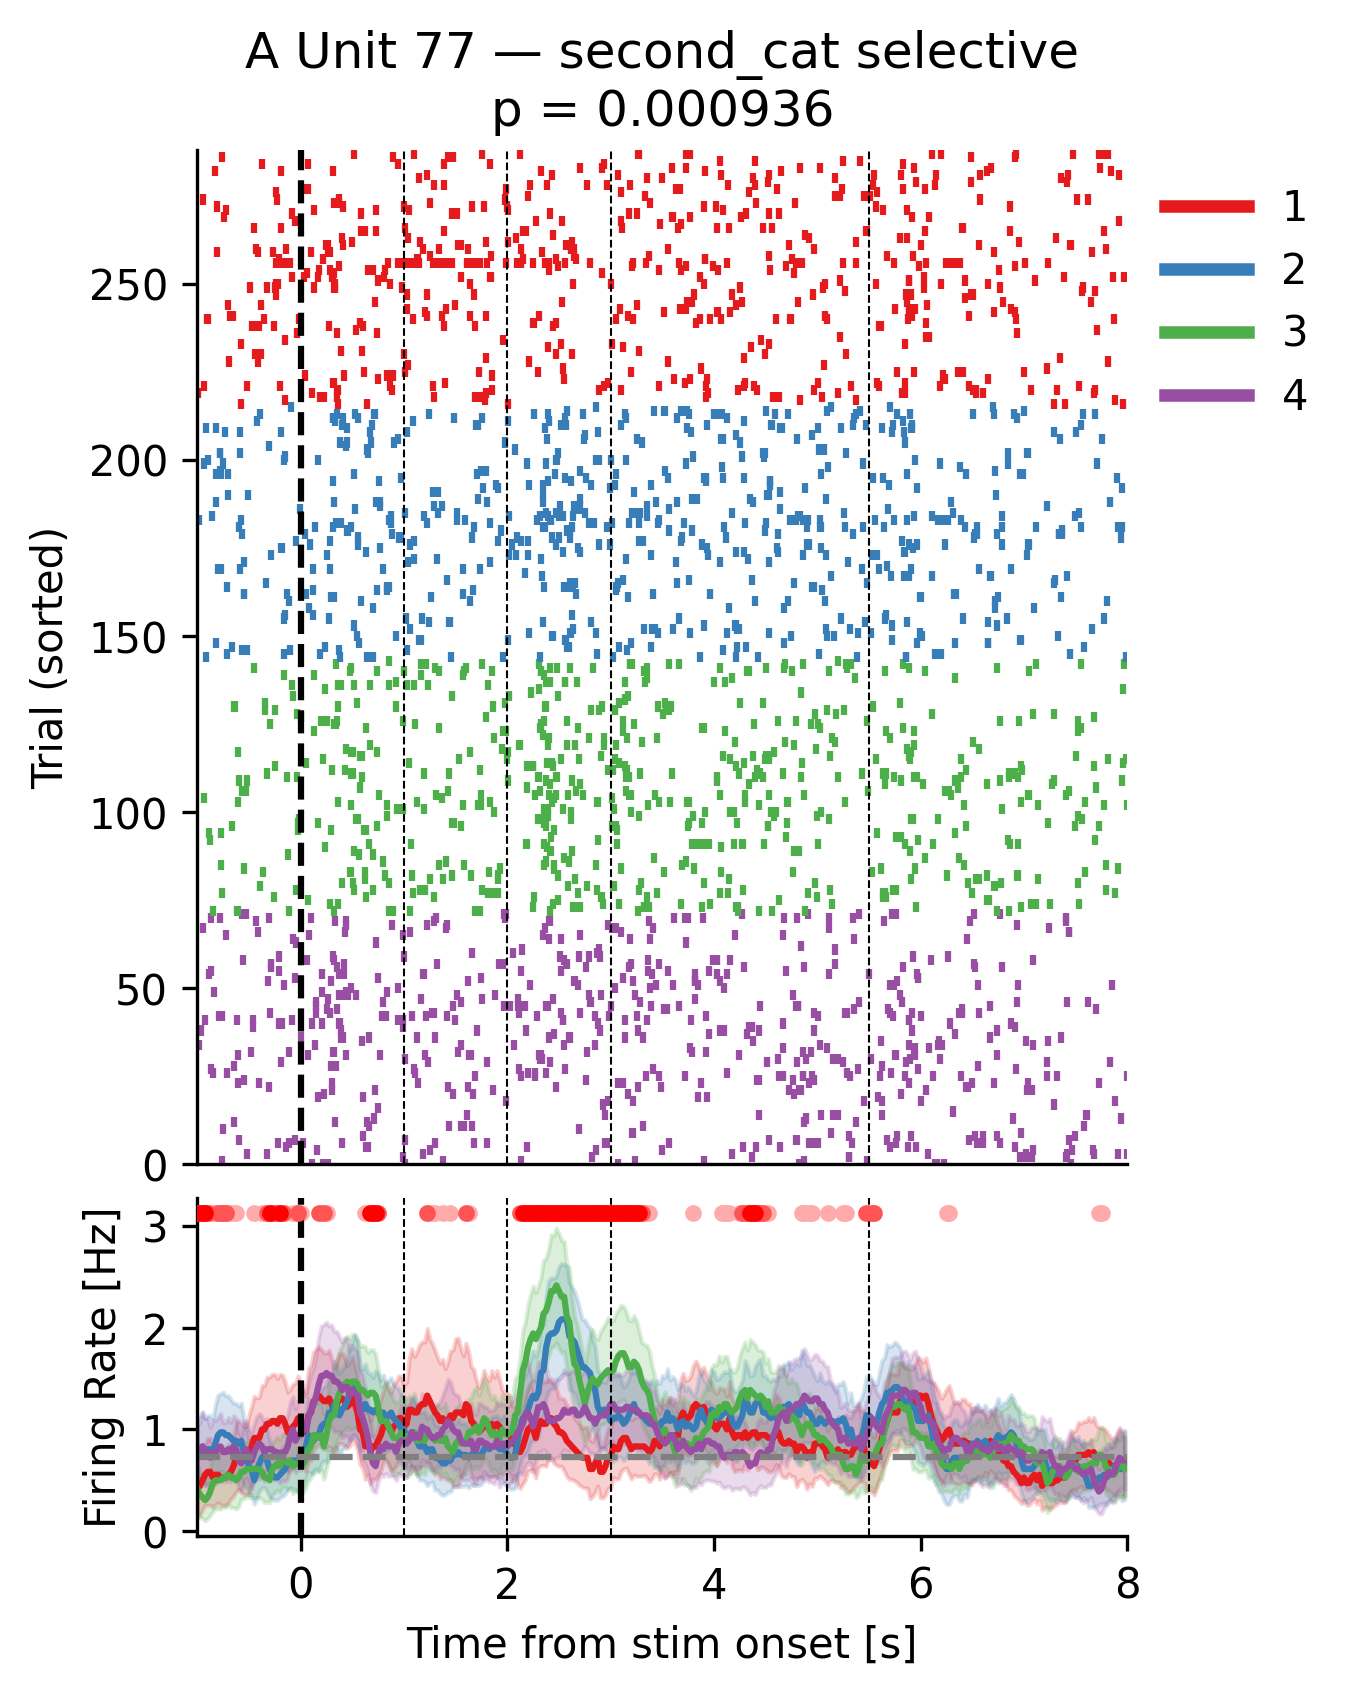 A Unit 77 — second_cat selective
p = 0.000936
1
2
3
4
250
200
150
100
50
0
Trial (sorted)
3
2
1
0
Firing Rate [Hz]
0 2 4 6 8
Time from stim onset [s]